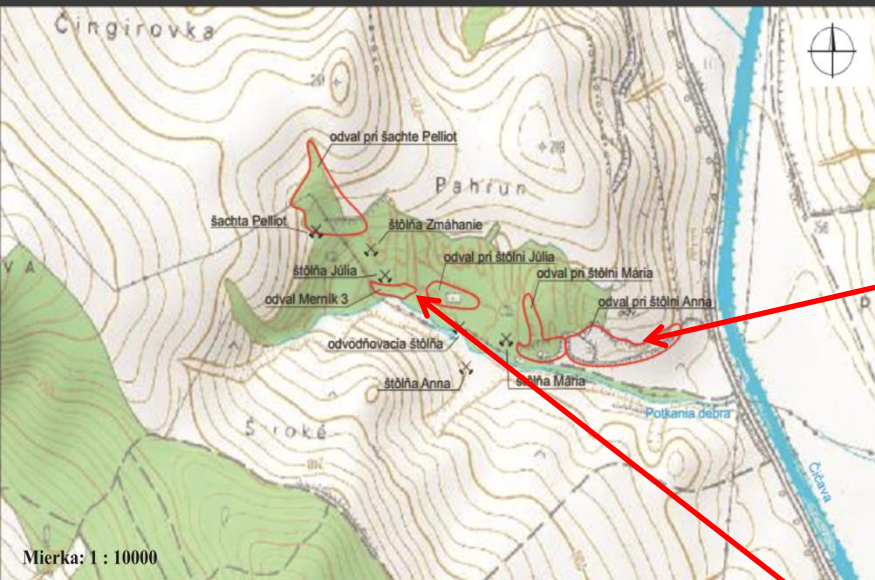 Čingirovka
odval pri šachte Pelliot
219
Pahrun
šachta Pelliot
štôlňa Zmáhanie
odval pri štôlni Júlia
štôlňa Júlia
odval pri štôlni Mária
V A
odval Merník 3
odval pri štôlni Anna
odvodňovacia štôlňa
štôlňa Anna
štôlňa Mária
Potkania debra
Široké
Čičava
Mierka: 1 : 10000